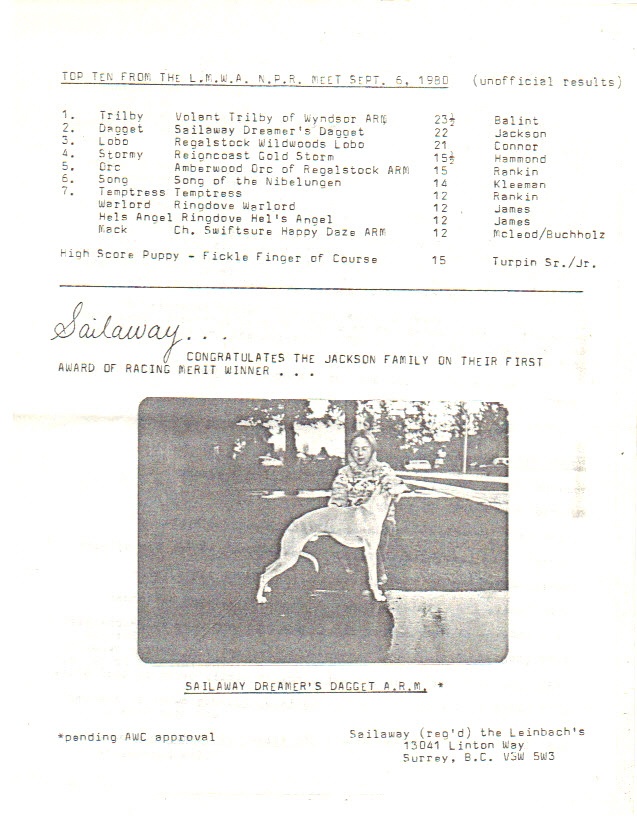 TOP TEN FROM THE L.M.W.A. N.P.R. MEET SEPT. 6, 1980 (unofficial results)
1. Trilby Volant Trilby of Wyndsor ARM 23½ Balint
2. Dagget Sailaway Dreamer's Dagget 22 Jackson
3. Lobo Regalstock Wildwoods Lobo 21 Connor
4. Stormy Reigncoast Gold Storm 15½ Hammond
5. Orc Amberwood Orc of Regalstock ARM 15 Rankin
6. Song Song of the Nibelungen 14 Kleeman
7. Temptress Temptress 12 Rankin
Warlord Ringdove Warlord 12 James
Hels Angel Ringdove Hel's Angel 12 James
Mack Ch. Swiftsure Happy Daze ARM 12 Mcleod/Buchholz
High Score Puppy - Fickle Finger of Course 15 Turpin Sr./Jr.
Sailaway...
CONGRATULATES THE JACKSON FAMILY ON THEIR FIRST
AWARD OF RACING MERIT WINNER . . .
SAILAWAY DREAMER'S DAGGET A.R.M. *
*pending AWC approval
Sailaway (reg'd) the Leinbach's
13041 Linton Way
Surrey, B.C. V3W 5W3